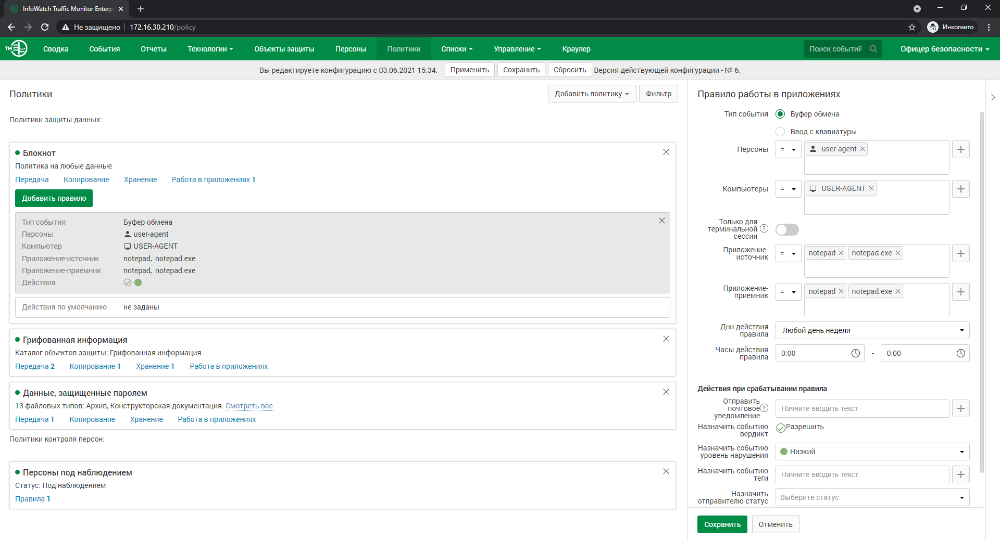 InfoWatch Traffic Monitor Enterp
Не защищено 172.16.30.210/policy Инкогнито
ТМ Сводка События Отчеты Технологии Объекты защиты Персоны Политики Списки Управление Краулер Поиск событий Офицер безопасности
Вы редактируете конфигурацию с 03.06.2021 15:34. Применить Сохранить Сбросить Версия действующей конфигурации - № 6.
Политики Добавить политику Фильтр
Политики защиты данных:
Блокнот
Политика на любые данные
Передача Копирование Хранение Работа в приложениях 1
Добавить правило
Тип события Буфер обмена
Персоны user-agent
Компьютер USER-AGENT
Приложение-источник notepad, notepad.exe
Приложение-приемник notepad, notepad.exe
Действия
Действия по умолчанию не заданы
Грифованная информация
Каталог объектов защиты: Грифованная информация
Передача 2 Копирование 1 Хранение 1 Работа в приложениях
Данные, защищенные паролем
13 файловых типов: Архив, Конструкторская документация. Смотреть все
Передача 1 Копирование Хранение Работа в приложениях
Политики контроля персон:
Персоны под наблюдением
Статус: Под наблюдением
Правила 1
Правило работы в приложениях
Тип события Буфер обмена
Ввод с клавиатуры
Персоны = user-agent
Компьютеры = USER-AGENT
Только для
терминальной ?
сессии
Приложение-
источник = notepad notepad.exe
Приложение-
приемник = notepad notepad.exe
Дни действия
правила Любой день недели
Часы действия
правила 0:00 - 0:00
Действия при срабатывании правила
Отправить
почтовое ? Начните вводить текст
уведомление
Назначить событию
вердикт Разрешить
Назначить событию
уровень нарушения Низкий
Назначить событию
теги Начните вводить текст
Назначить
отправителю статус Выберите статус
Сохранить Отменить